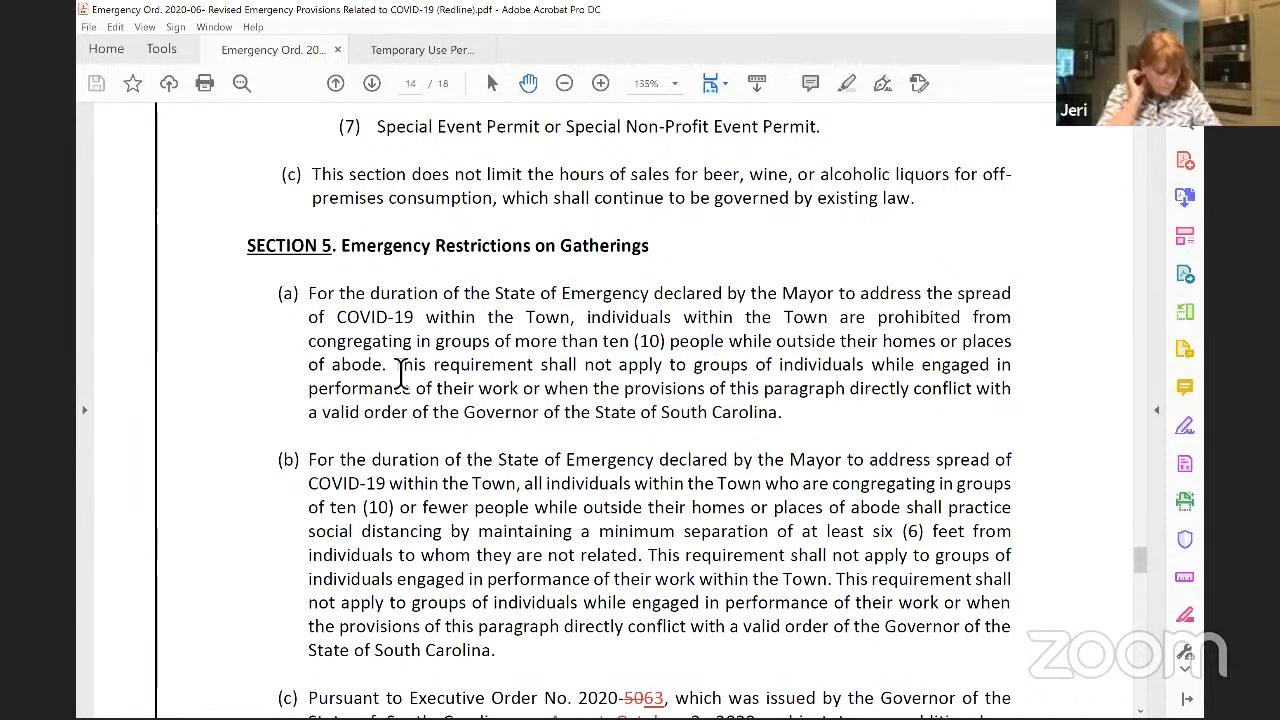 Emergency Ord. 2020-06- Revised Emergency Provisions Related to COVID-19 (Redline).pdf - Adobe Acrobat Pro DC
File Edit View Sign Window Help
Home Tools Emergency Ord. 20... × Temporary Use Per...
14 / 18 135%
Jeri
(7) Special Event Permit or Special Non-Profit Event Permit.
(c) This section does not limit the hours of sales for beer, wine, or alcoholic liquors for off-
premises consumption which shall continue to be governed by existing law.
SECTION 5. Emergency Restrictions on Gatherings
(a) For the duration of the State of Emergency declared by the Mayor to address the spread
of COVID-19 within the Town, individuals within the Town are prohibited from
congregating in groups of more than ten (10) people while outside their homes or places
of abode. This requirement shall not apply to groups of individuals while engaged in
performance of their work or when the provisions of this paragraph directly conflict with
a valid order of the Governor of the State of South Carolina.
(b) For the duration of the State of Emergency declared by the Mayor to address spread of
COVID-19 within the Town, all individuals within the Town who are congregating in groups
of ten (10) or fewer people while outside their homes or places of abode shall practice
social distancing by maintaining a minimum separation of at least six (6) feet from
individuals to whom they are not related. This requirement shall not apply to groups of
individuals engaged in performance of their work within the Town. This requirement shall
not apply to groups of individuals while engaged in performance of their work or when
the provisions of this paragraph directly conflict with a valid order of the Governor of the
State of South Carolina.
zoom
(c) Pursuant to Executive Order No. 2020-5063, which was issued by the Governor of the